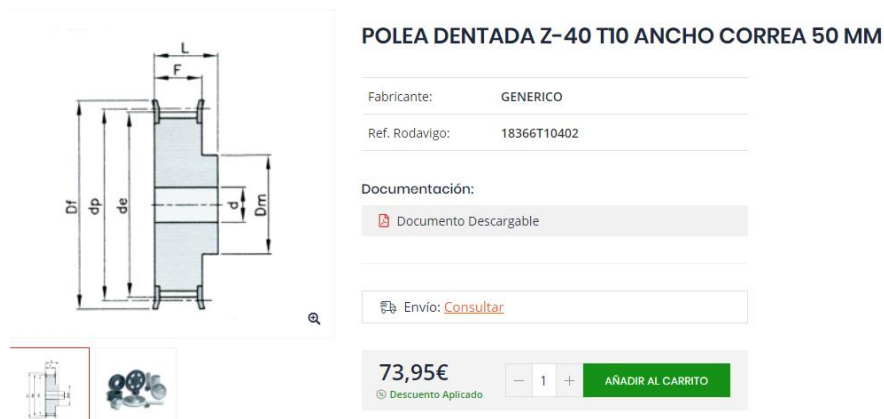 POLEA DENTADA Z-40 T10 ANCHO CORREA 50 MM
L
F
Df
dp
de
d
Dm
Fabricante: GENERICO
Ref. Rodavigo: 18366T10402
Documentación:
Documento Descargable
Envío: Consultar
73,95€
Descuento Aplicado
— 1 +
AÑADIR AL CARRITO